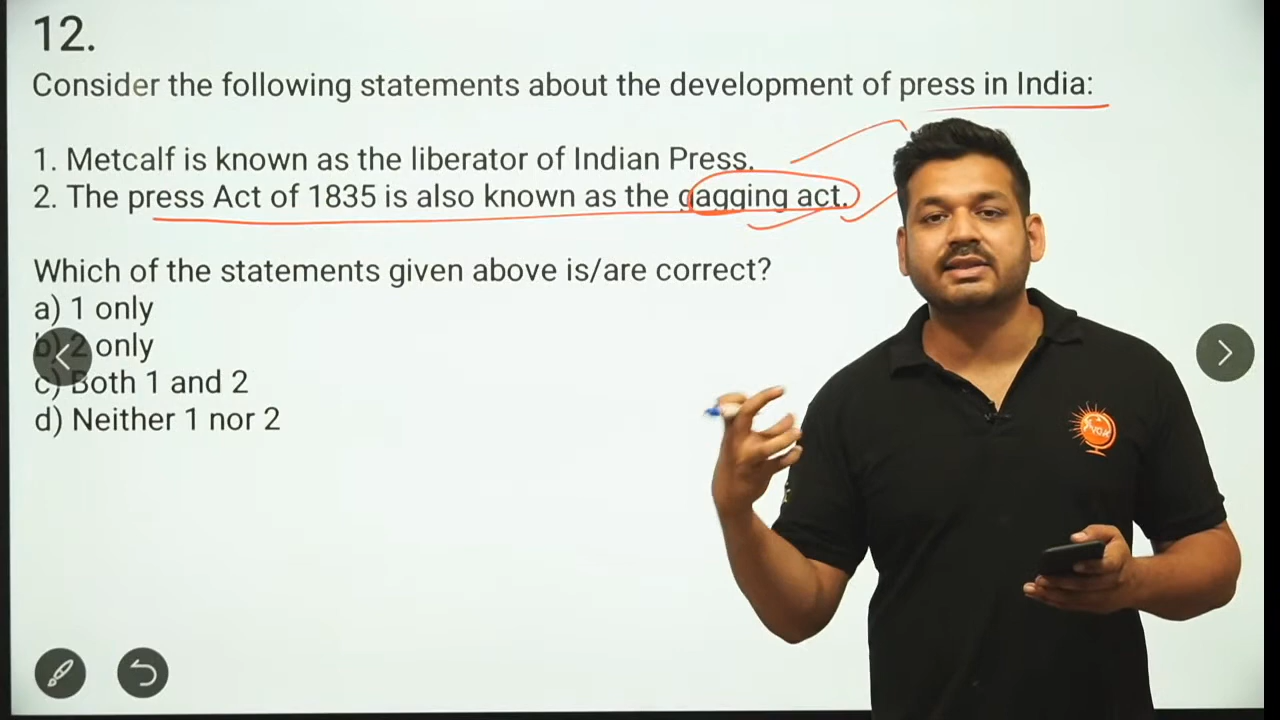 12.
Consider the following statements about the development of press in India:
1. Metcalf is known as the liberator of Indian Press.
2. The press Act of 1835 is also known as the gagging act.
Which of the statements given above is/are correct?
a) 1 only
b) 2 only
c) Both 1 and 2
d) Neither 1 nor 2